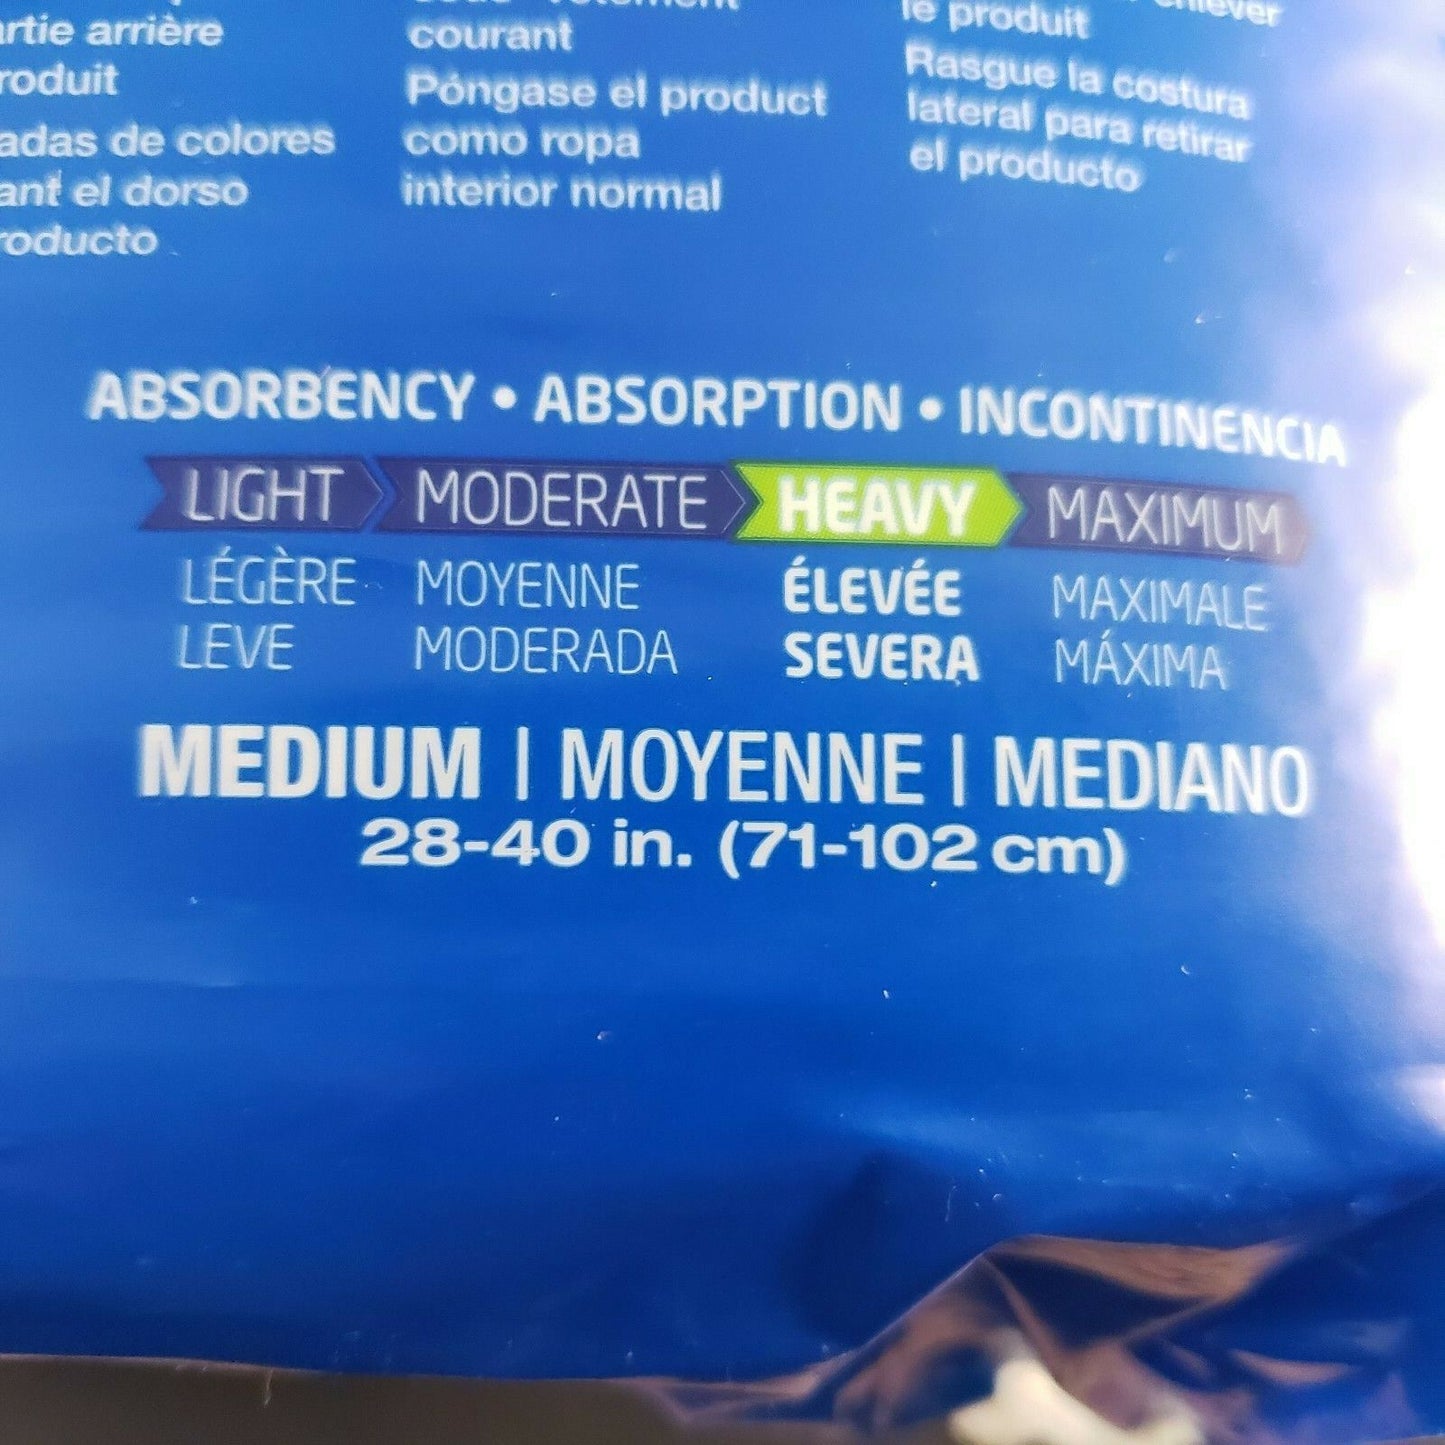 artie arrière
roduit
adas de colores
ant el dorso
roducto
courant
Póngase el product
como ropa
interior normal
enlever
le produit
Rasgue la costura
lateral para retirar
el producto
ABSORBENCY • ABSORPTION • INCONTINENCIA
LIGHT MODERATE HEAVY MAXIMUM
LÉGÈRE MOYENNE ÉLEVÉE MAXIMALE
LEVE MODERADA SEVERA MÁXIMA
MEDIUM | MOYENNE | MEDIANO
28-40 in. (71-102 cm)